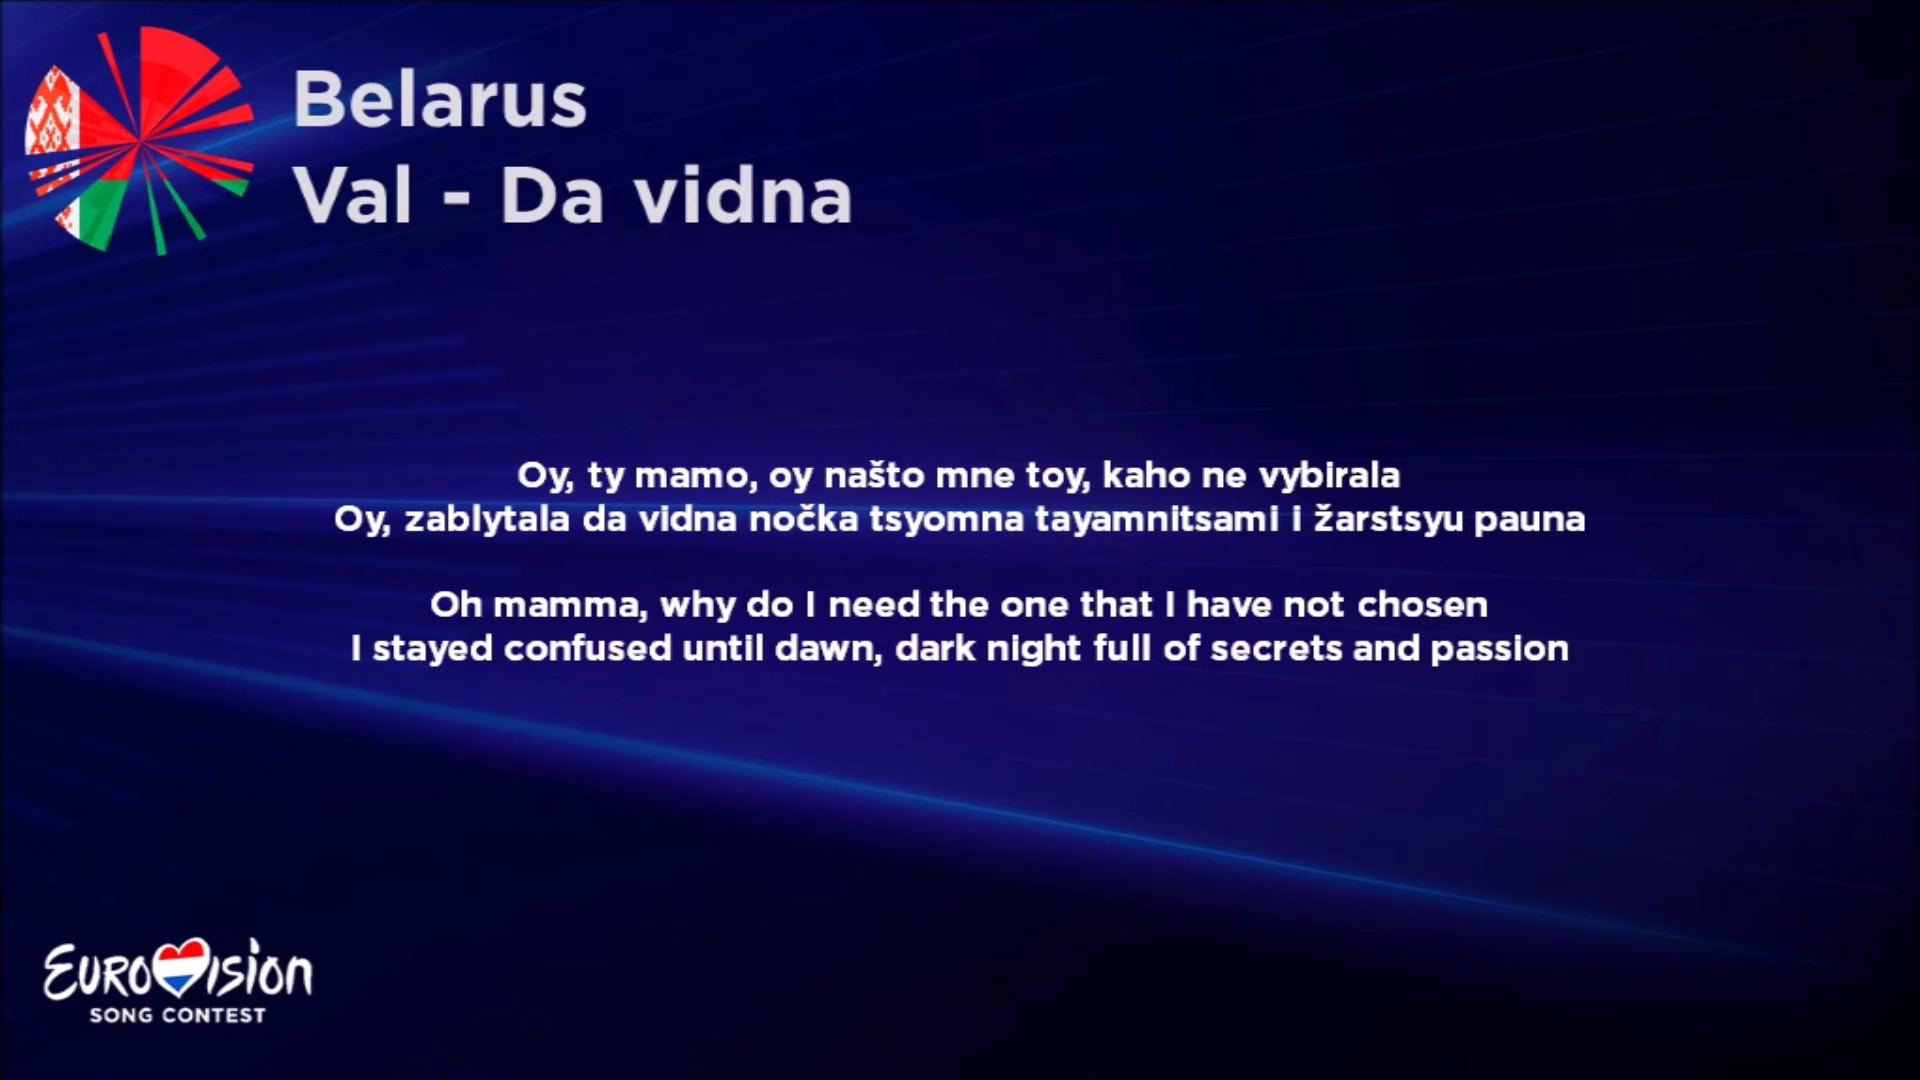 Belarus
Val - Da vidna
Oy, ty mamo, oy našto mne toy, kaho ne vybirala
Oy, zablytala da vidna nočka tsyomna tayamnitsami i žarstsyu pauna
Oh mamma, why do I need the one that I have not chosen
I stayed confused until dawn, dark night full of secrets and passion
EUROVISION
SONG CONTEST